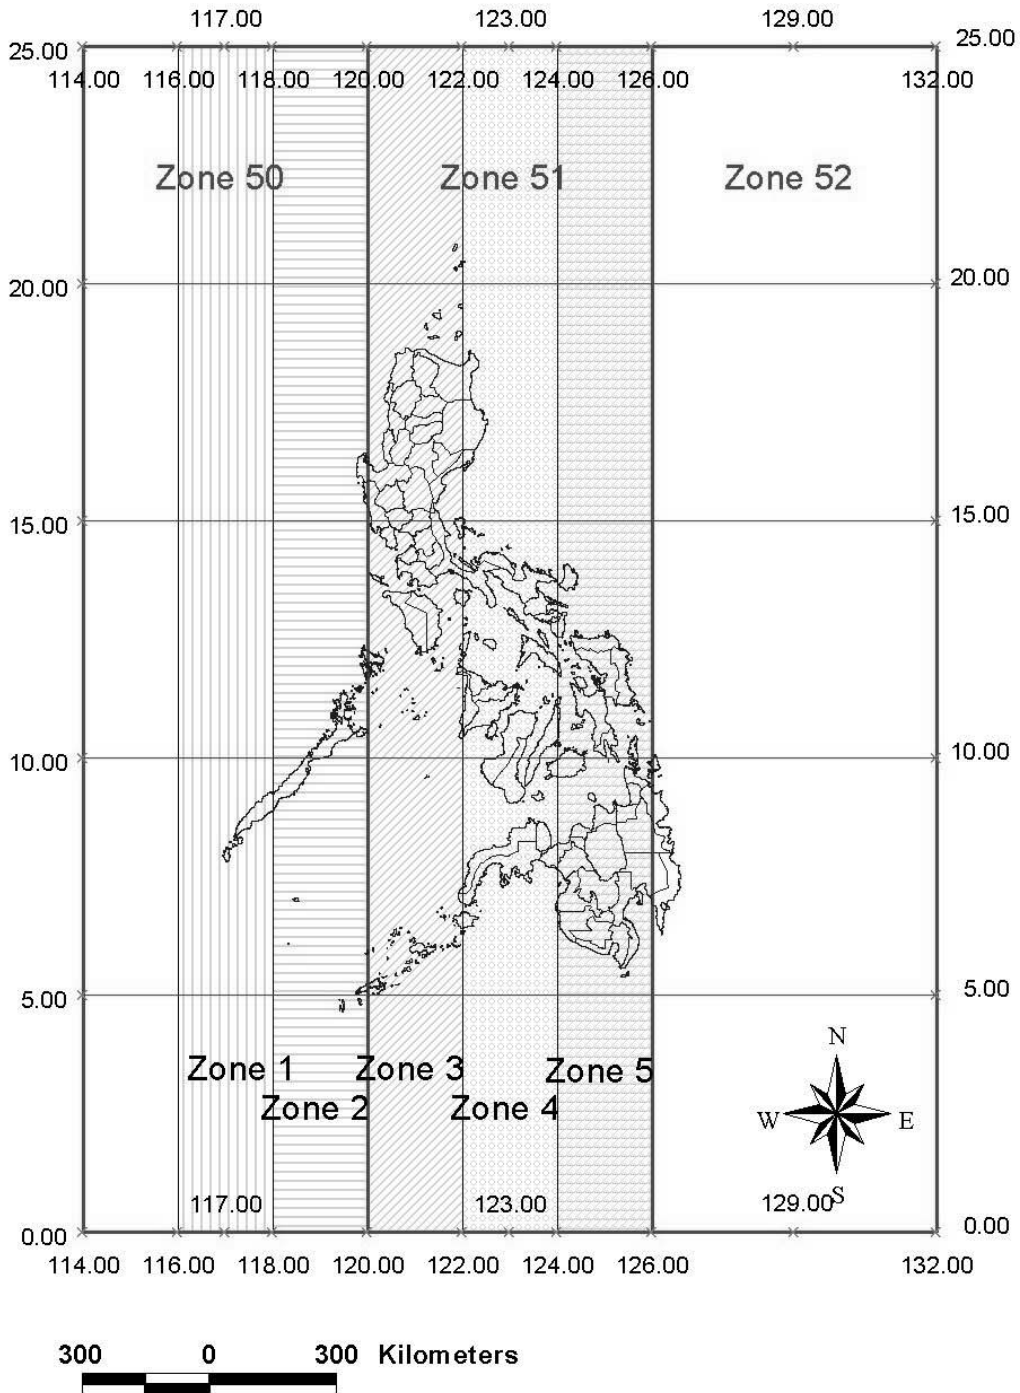 117.00 123.00 129.00
25.00 25.00
114.00 116.00 118.00 120.00 122.00 124.00 126.00 132.00
Zone 50 Zone 51 Zone 52
20.00 20.00
15.00 15.00
10.00 10.00
5.00 5.00
N
Zone 1 Zone 3 Zone 5
Zone 2 Zone 4
W E
S
117.00 123.00 129.00
0.00 0.00
114.00 116.00 118.00 120.00 122.00 124.00 126.00 132.00
300 0 300 Kilometers